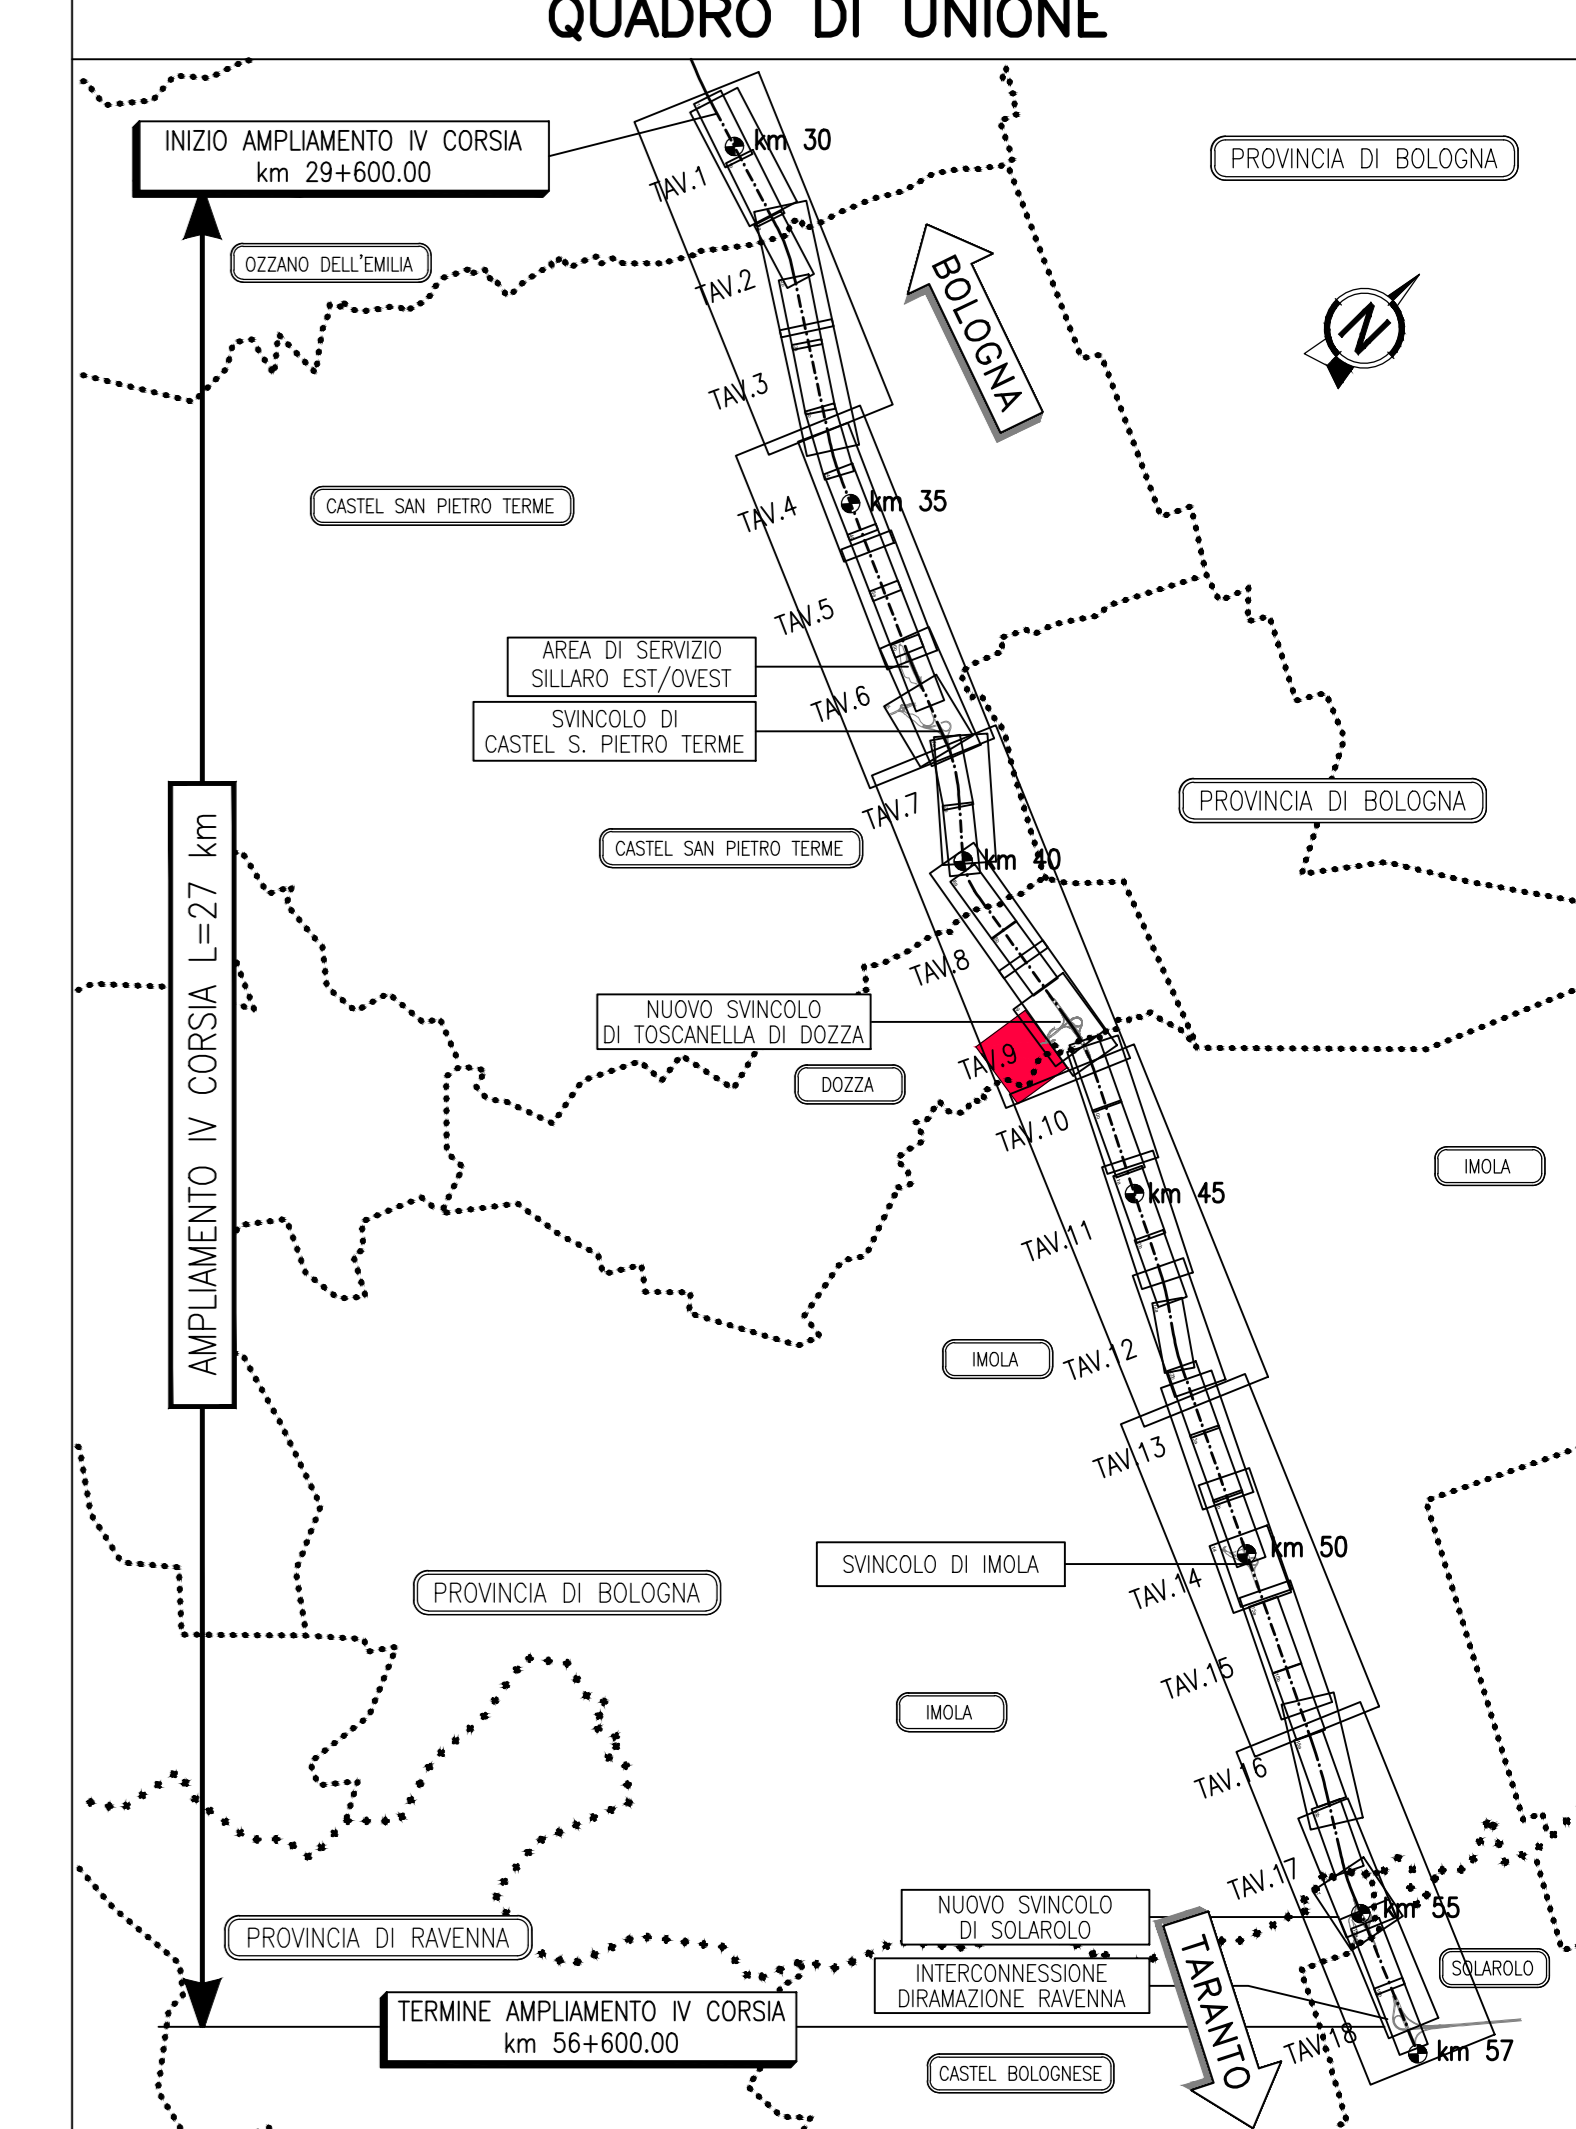 QUADRO DI UNIONE
INIZIO AMPLIAMENTO IV CORSIA
km 29+600.00
km 30
PROVINCIA DI BOLOGNA
TAV.1
OZZANO DELL'EMILIA
TAV.2
BOLOGNA
N
TAV.3
CASTEL SAN PIETRO TERME
TAV.4
km 35
TAV.5
AREA DI SERVIZIO
SILLARO EST/OVEST
TAV.6
SVINCOLO DI
CASTEL S. PIETRO TERME
TAV.7
PROVINCIA DI BOLOGNA
CASTEL SAN PIETRO TERME
km 40
AMPLIAMENTO IV CORSIA L=27 km
TAV.8
NUOVO SVINCOLO
DI TOSCANELLA DI DOZZA
TAV.9
DOZZA
TAV.10
IMOLA
km 45
TAV.11
IMOLA
TAV.12
TAV.13
km 50
SVINCOLO DI IMOLA
TAV.14
PROVINCIA DI BOLOGNA
TAV.15
IMOLA
TAV.16
TAV.17
NUOVO SVINCOLO
DI SOLAROLO
km 55
PROVINCIA DI RAVENNA
TARANTO
INTERCONNESSIONE
DIRAMAZIONE RAVENNA
SOLAROLO
TERMINE AMPLIAMENTO IV CORSIA
km 56+600.00
TAV.18
km 57
CASTEL BOLOGNESE